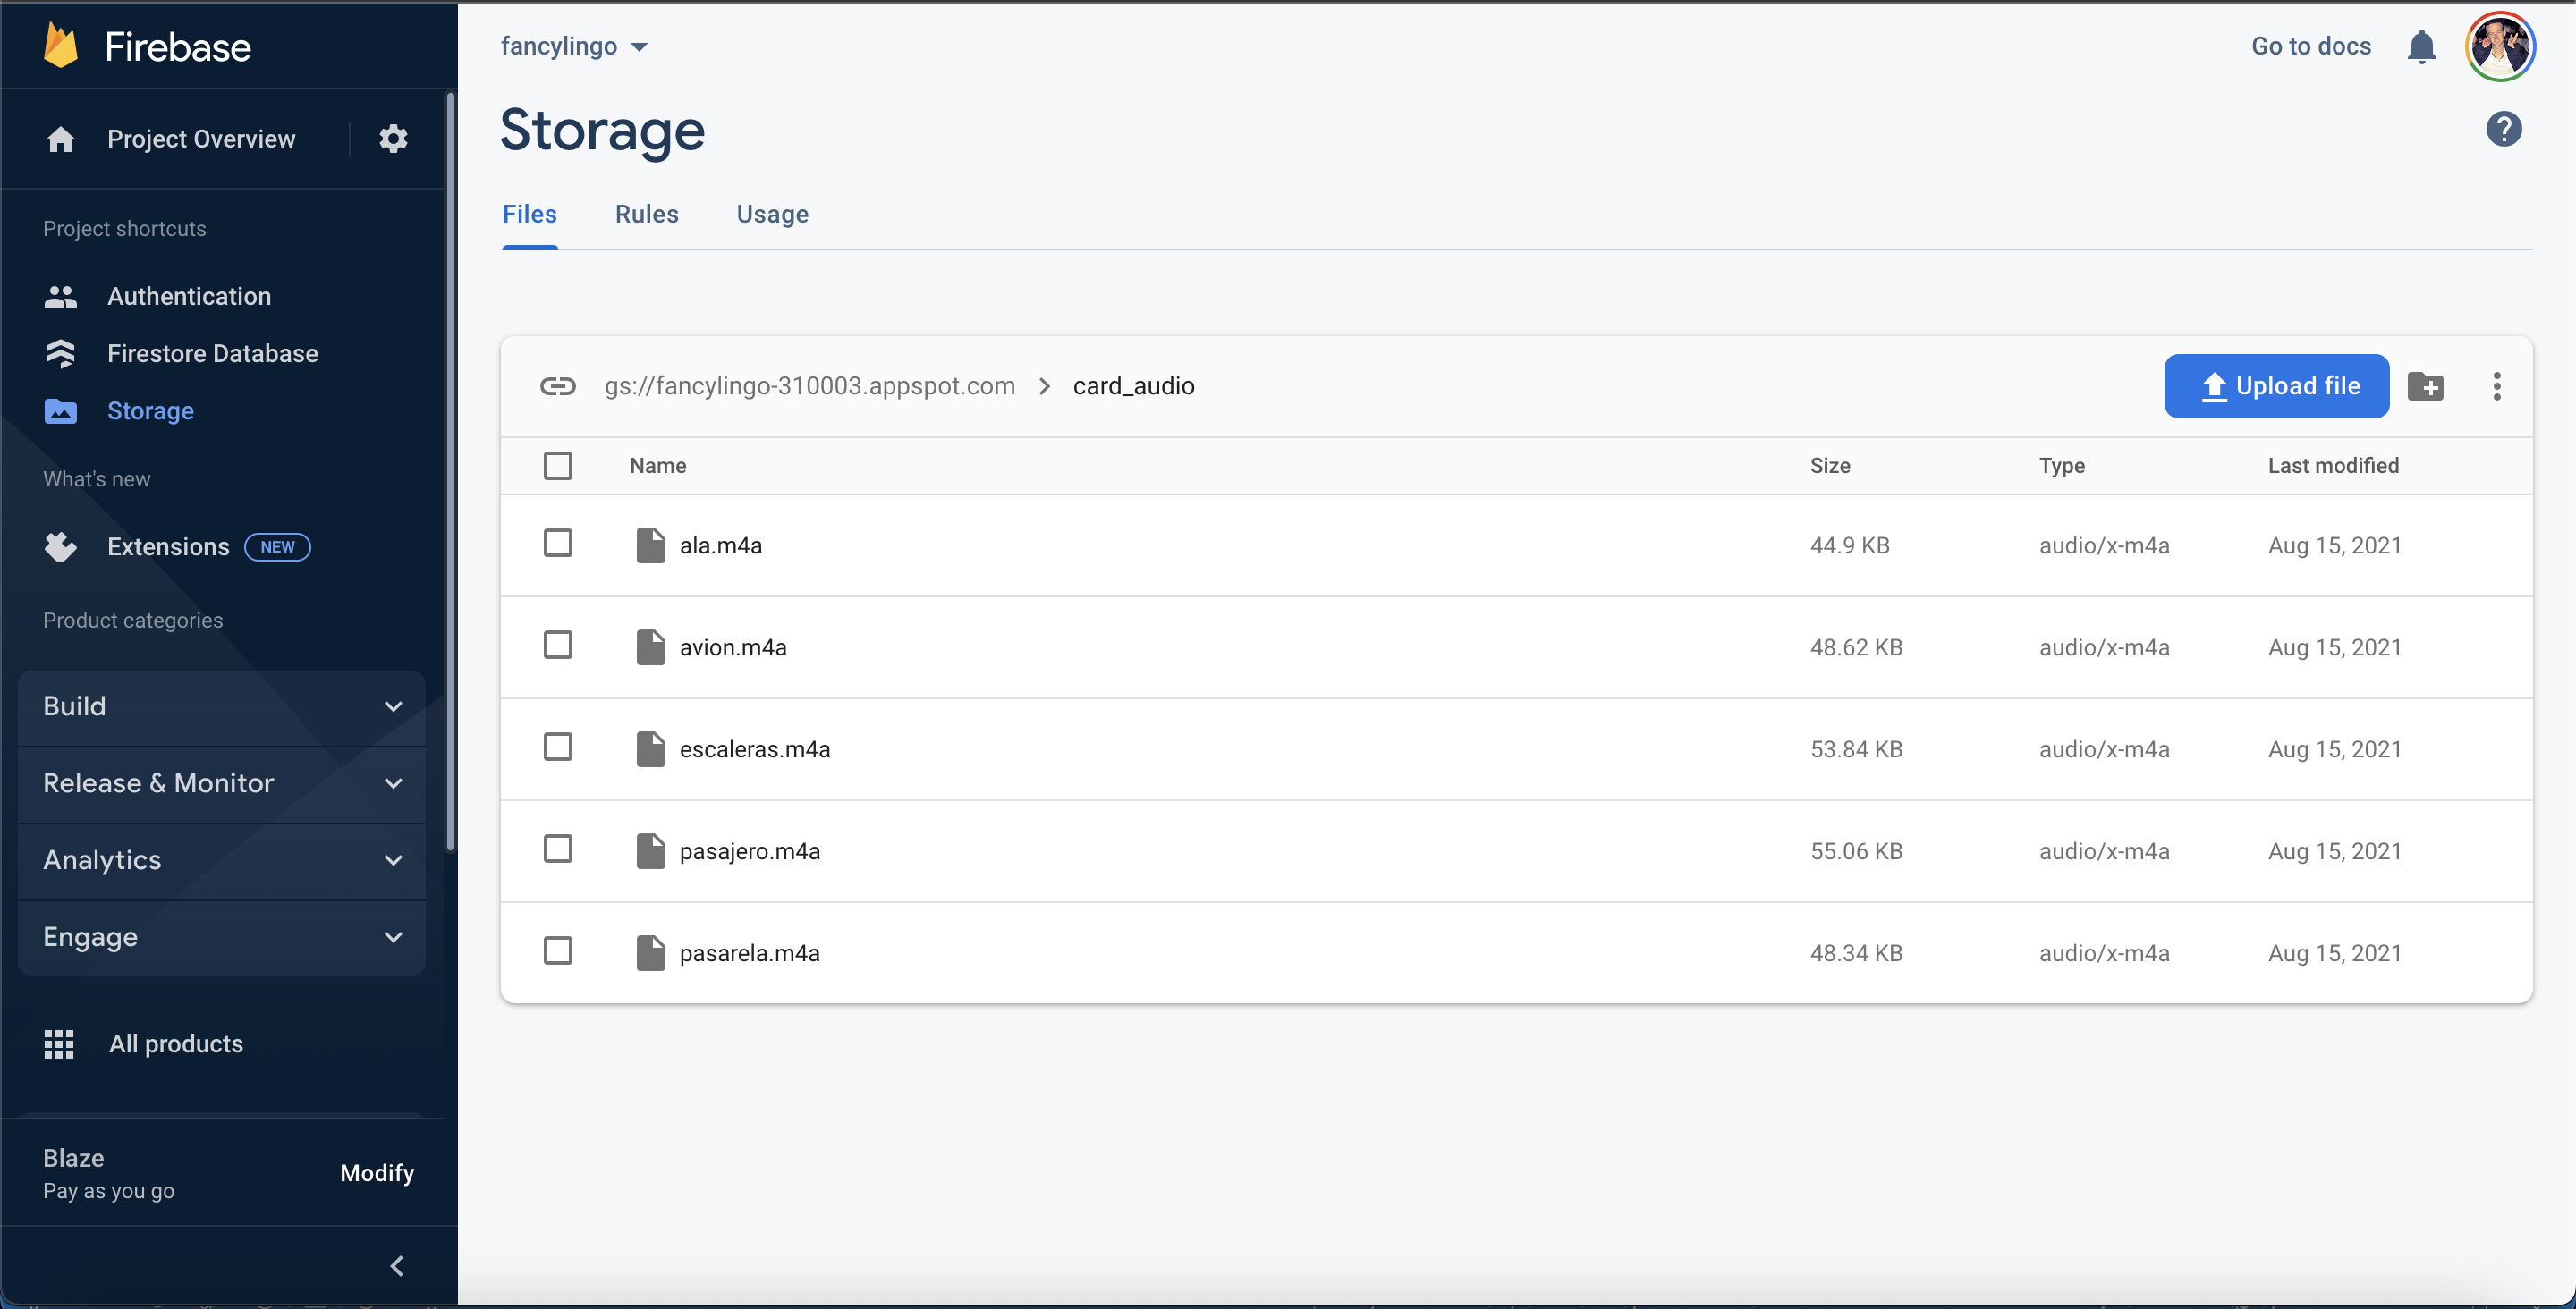 Firebase
Project Overview
Project shortcuts
Authentication
Firestore Database
Storage
What's new
Extensions NEW
Product categories
Build
Release & Monitor
Analytics
Engage
All products
Blaze
Pay as you go
Modify
fancylingo
Go to docs
Storage
Files Rules Usage
gs://fancylingo-310003.appspot.com > card_audio
Upload file
Name Size Type Last modified
ala.m4a 44.9 KB audio/x-m4a Aug 15, 2021
avion.m4a 48.62 KB audio/x-m4a Aug 15, 2021
escaleras.m4a 53.84 KB audio/x-m4a Aug 15, 2021
pasajero.m4a 55.06 KB audio/x-m4a Aug 15, 2021
pasarela.m4a 48.34 KB audio/x-m4a Aug 15, 2021